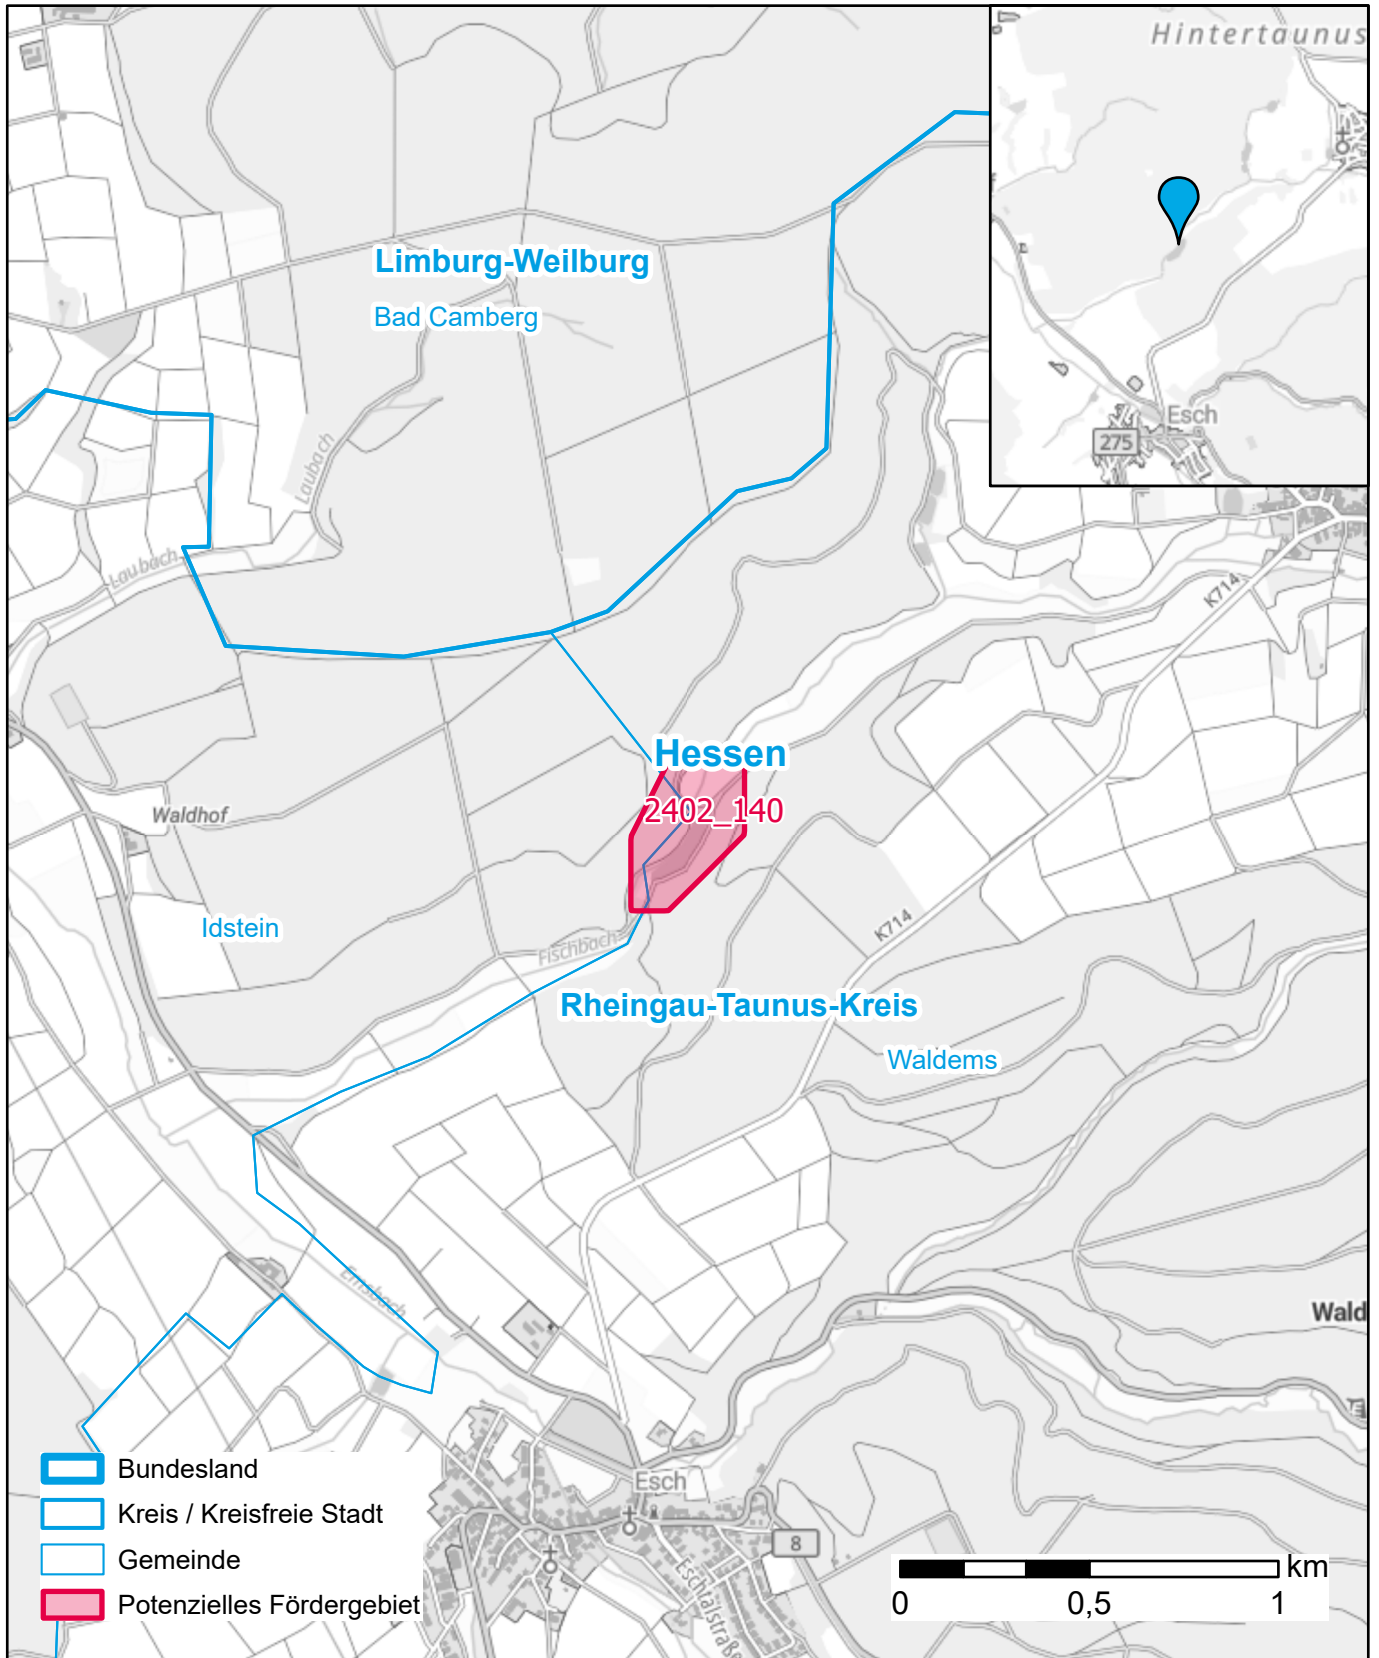 Hintertaunus
Limburg-Weilburg
Bad Camberg
Esch
275
Laubach
Laubach
K714
Hessen
2402_140
Waldhof
Idstein
K714
Fischbach
Rheingau-Taunus-Kreis
Waldems
Emsbach
Wald
Bundesland
Esch
Kreis / Kreisfreie Stadt
8
Gemeinde
km
Eschtalstraße
Potenzielles Fördergebiet
0
0,5
1